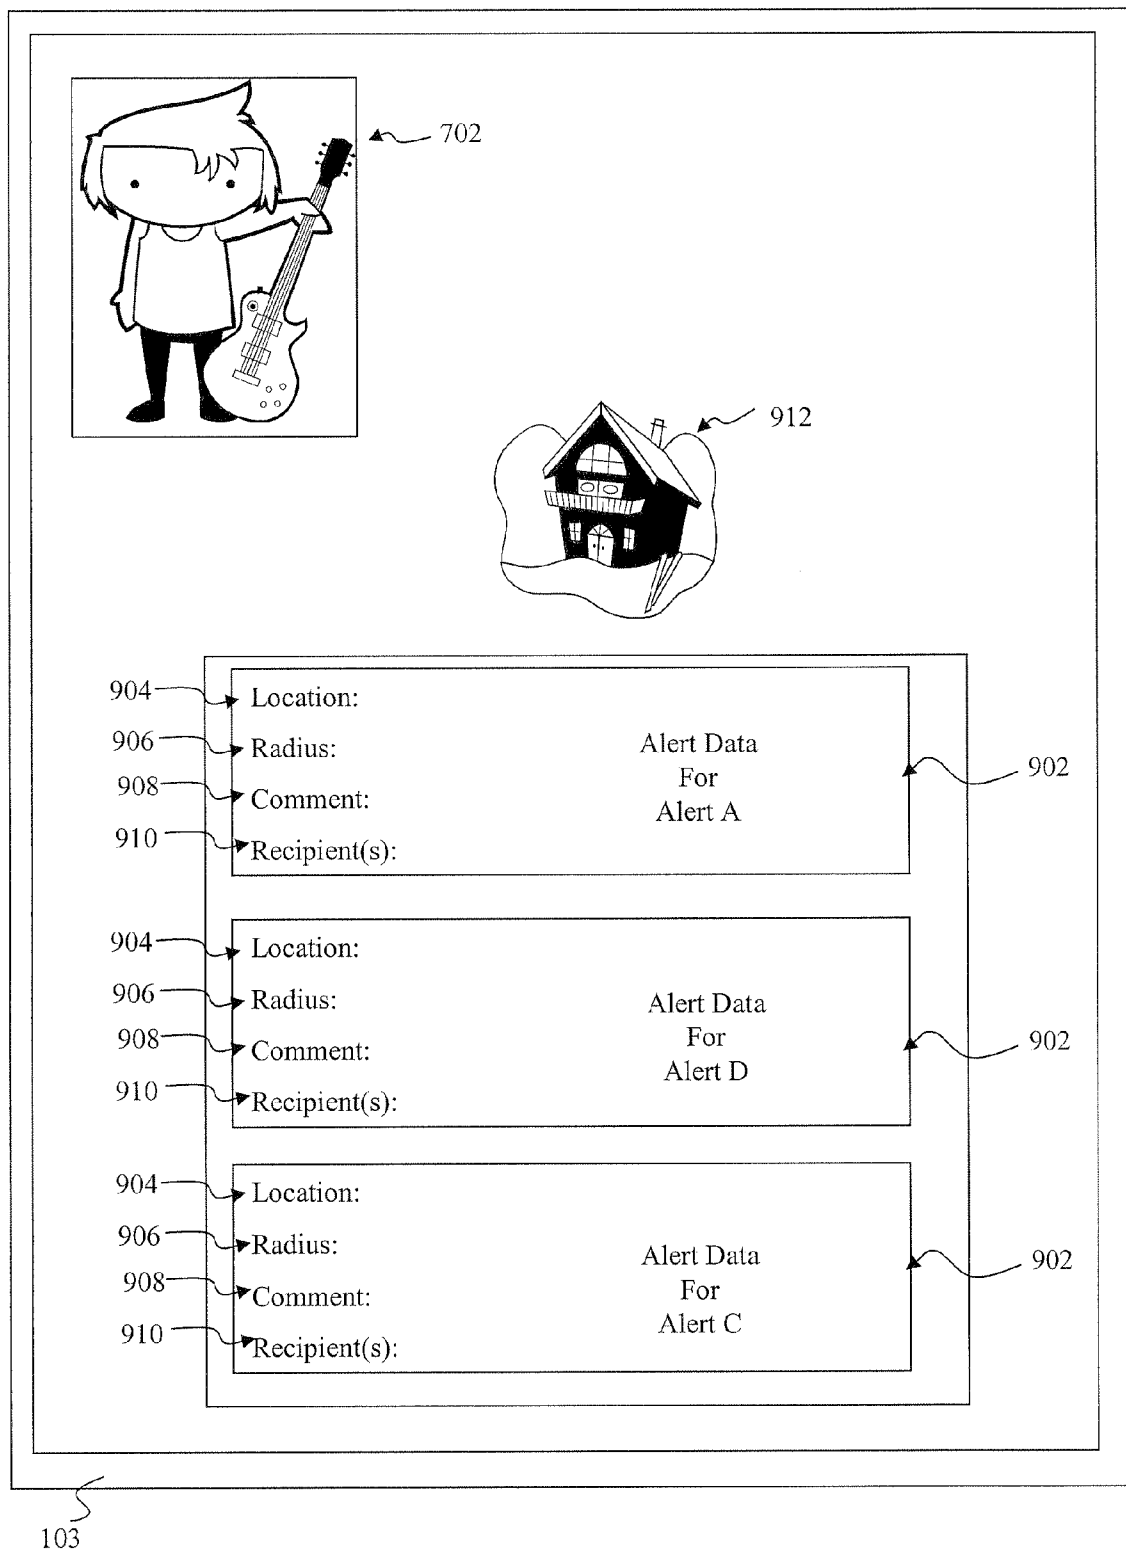 702
912
904
Location:
906
Radius:
908
Comment:
910
Recipient(s):
Alert Data
For
Alert A
902
904
Location:
906
Radius:
908
Comment:
910
Recipient(s):
Alert Data
For
Alert D
902
904
Location:
906
Radius:
908
Comment:
910
Recipient(s):
Alert Data
For
Alert C
902
103